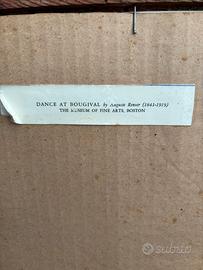 DANCE AT BOUGIVAL by Auguste Renoir (1841-1919)
THE MUSEUM OF FINE ARTS, BOSTON
subito